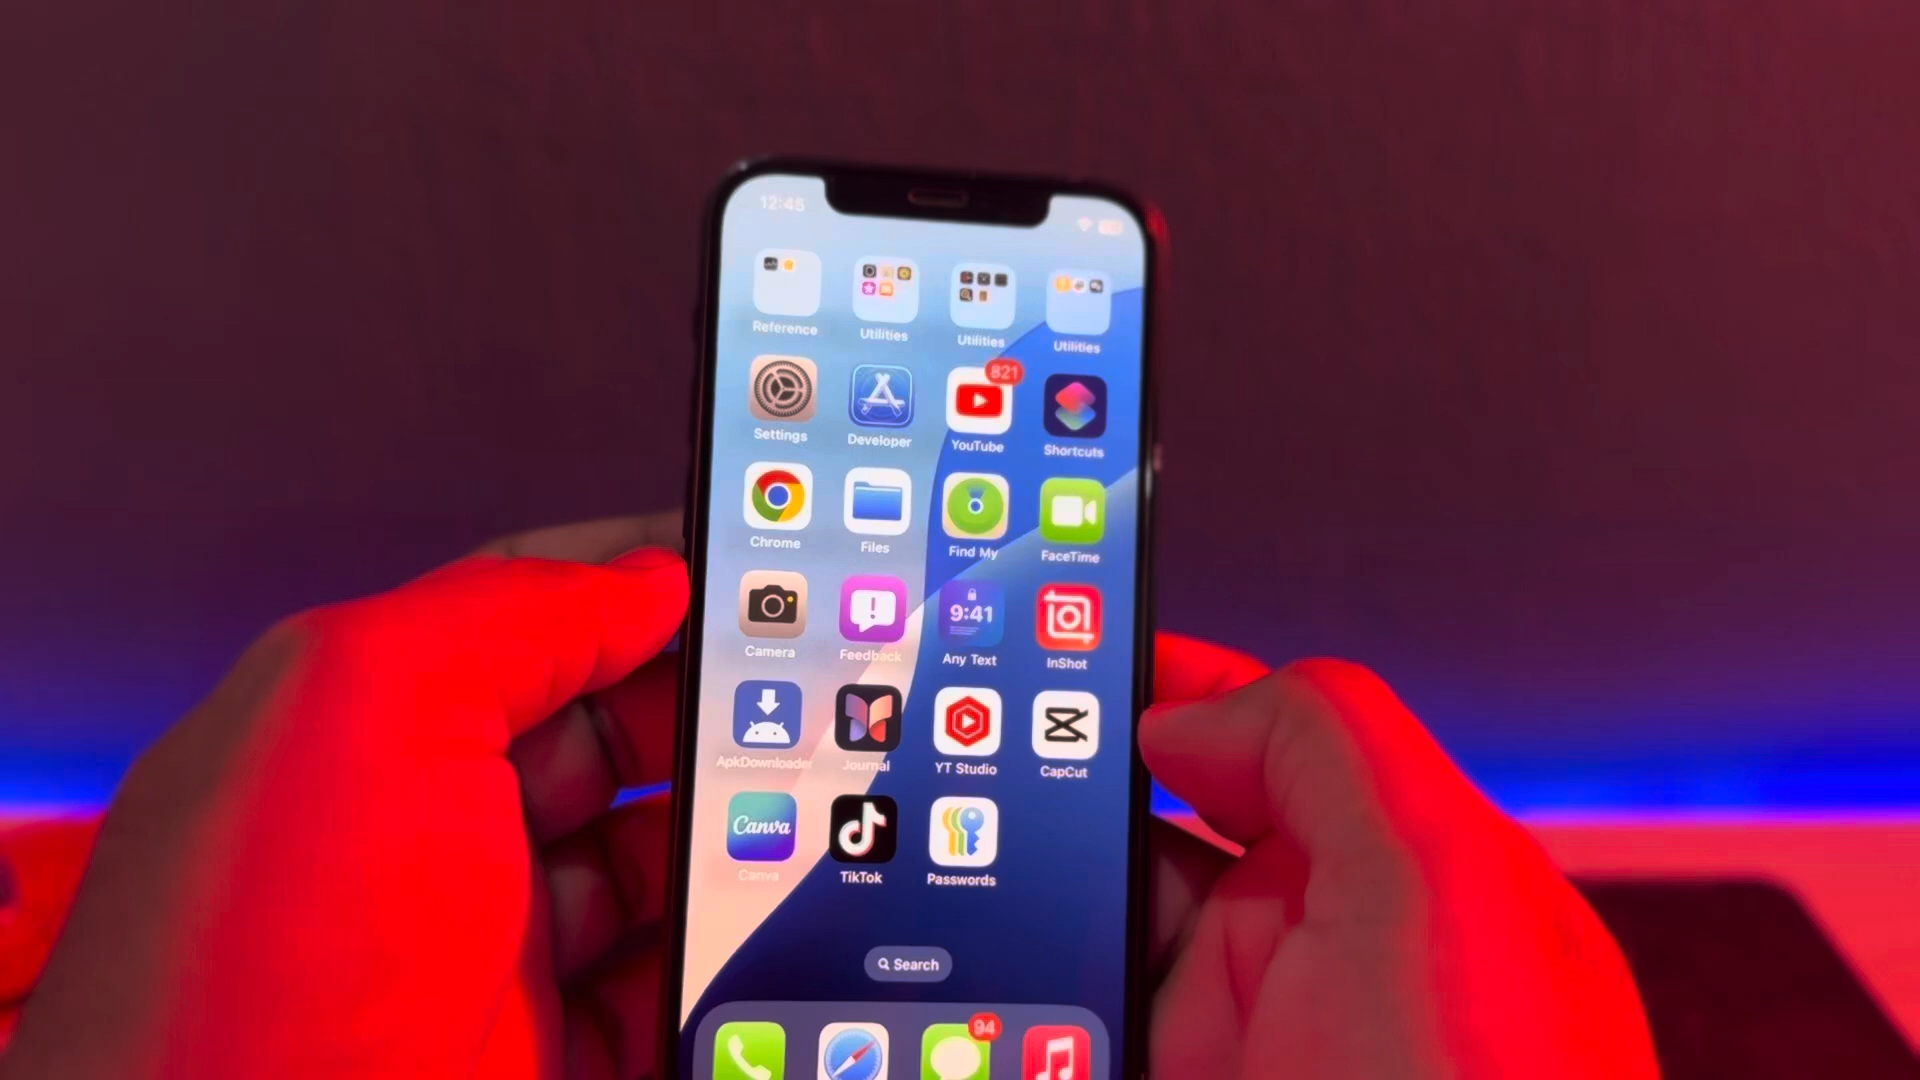 12:45
Reference Utilities Utilities Utilities
821
Settings Developer YouTube Shortcuts
Chrome Files Find My FaceTime
9:41
Camera Feedback Any Text InShot
ApkDownloader Journal YT Studio CapCut
Canva
Canva TikTok Passwords
Search
94